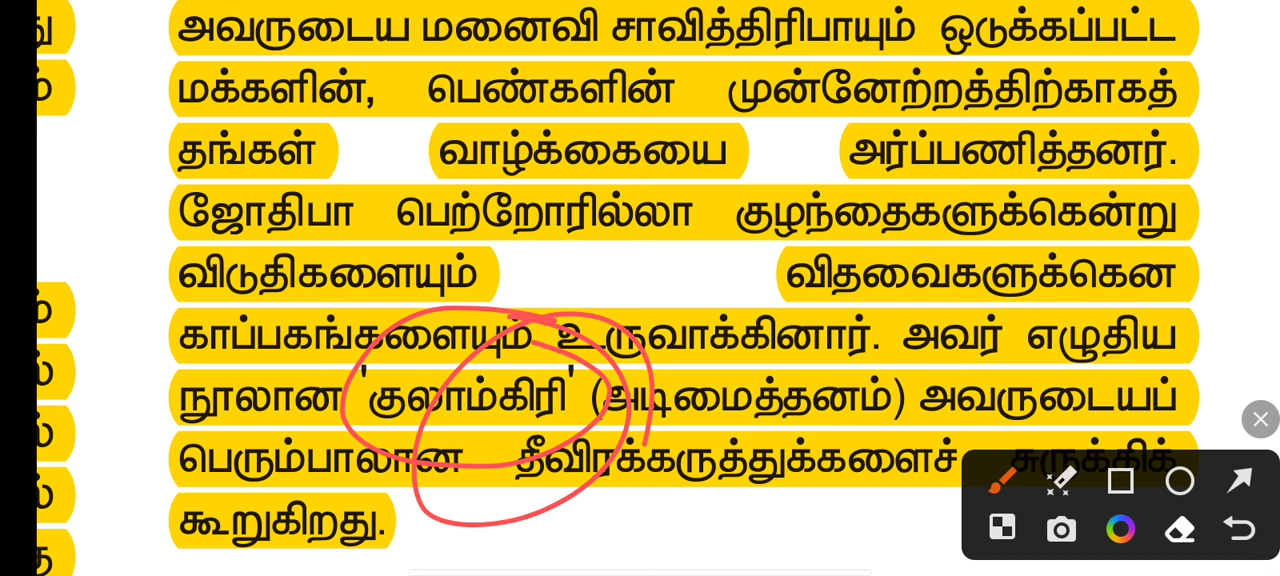 அவருடைய மனைவி சாவித்திரிபாயும் ஒடுக்கப்பட்ட
மக்களின், பெண்களின் முன்னேற்றத்திற்காகத்
தங்கள் வாழ்க்கையை அர்ப்பணித்தனர்.
ஜோதிபா பெற்றோரில்லா குழந்தைகளுக்கென்று
விடுதிகளையும் விதவைகளுக்கென
காப்பகங்களையும் உருவாக்கினார். அவர் எழுதிய
நூலான 'குலாம்கிரி' (அடிமைத்தனம்) அவருடையப்
பெரும்பாலான தீவிரக்கருத்துக்களைச் சுருக்கிக்
கூறுகிறது.